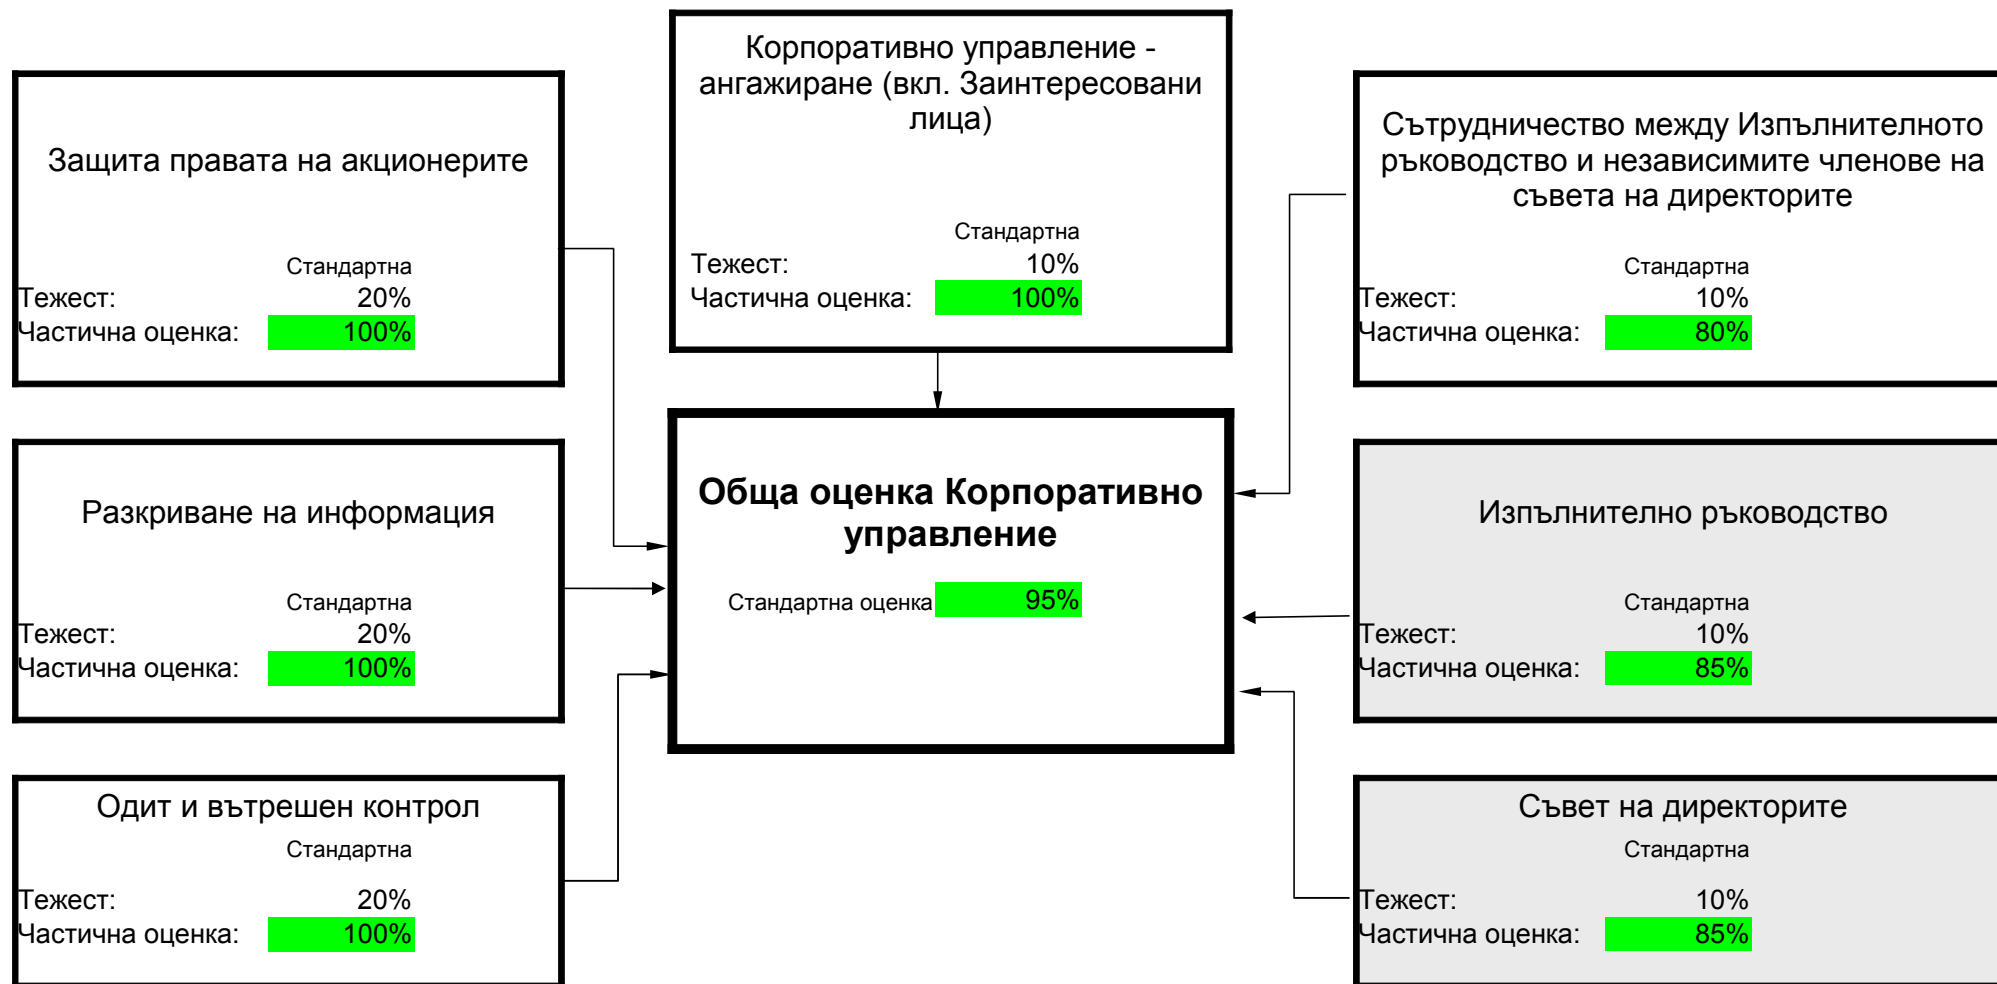 Защита правата на акционерите
Стандартна
Тежест: 20%
Частична оценка: 100%
Корпоративно управление -
ангажиране (вкл. Заинтересовани
лица)
Стандартна
Тежест: 10%
Частична оценка: 100%
Сътрудничество между Изпълнителното
ръководство и независимите членове на
съвета на директорите
Стандартна
Тежест: 10%
Частична оценка: 80%
Разкриване на информация
Стандартна
Тежест: 20%
Частична оценка: 100%
Обща оценка Корпоративно
управление
Стандартна оценка 95%
Изпълнително ръководство
Стандартна
Тежест: 10%
Частична оценка: 85%
Одит и вътрешен контрол
Стандартна
Тежест: 20%
Частична оценка: 100%
Съвет на директорите
Стандартна
Тежест: 10%
Частична оценка: 85%